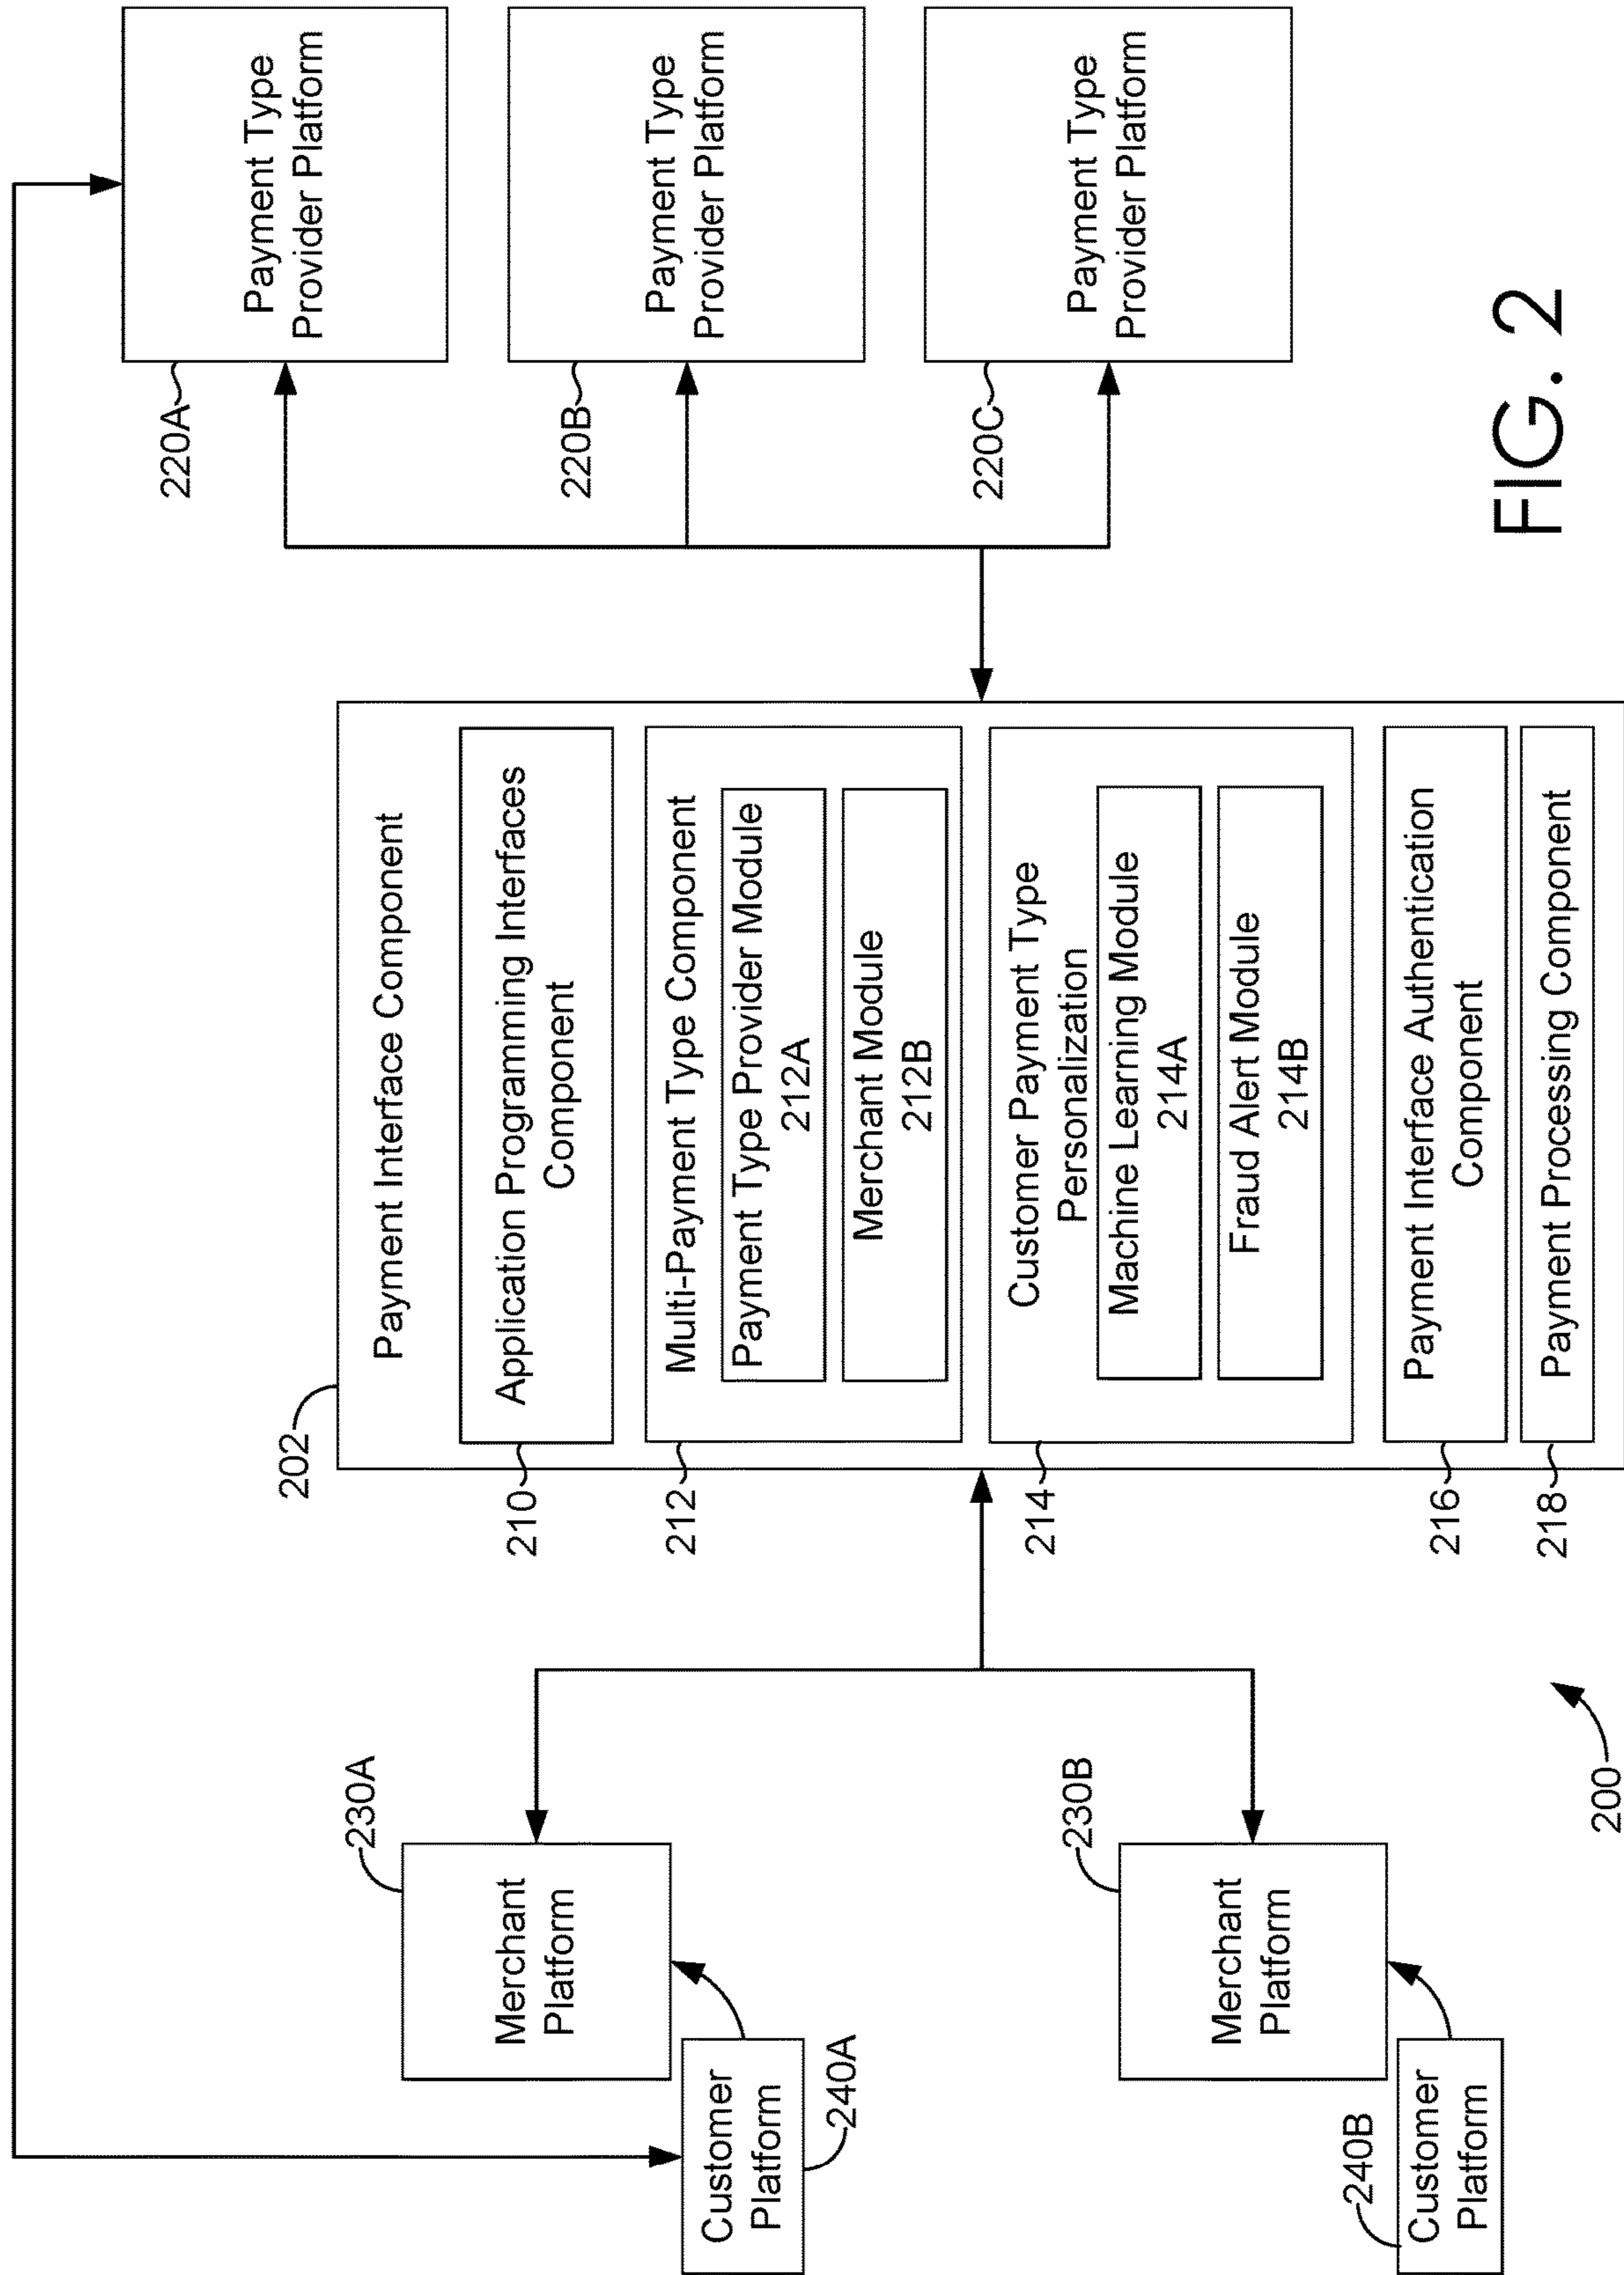 Customer
Platform
240A
Merchant
Platform
230A
Customer
Platform
240B
Merchant
Platform
230B
200
202
Payment Interface Component
210
Application Programming Interfaces
Component
212
Multi-Payment Type Component
Payment Type Provider Module
212A
Merchant Module
212B
214
Customer Payment Type
Personalization
Machine Learning Module
214A
Fraud Alert Module
214B
216
Payment Interface Authentication
Component
218
Payment Processing Component
220A
Payment Type
Provider Platform
220B
Payment Type
Provider Platform
220C
Payment Type
Provider Platform
FIG. 2